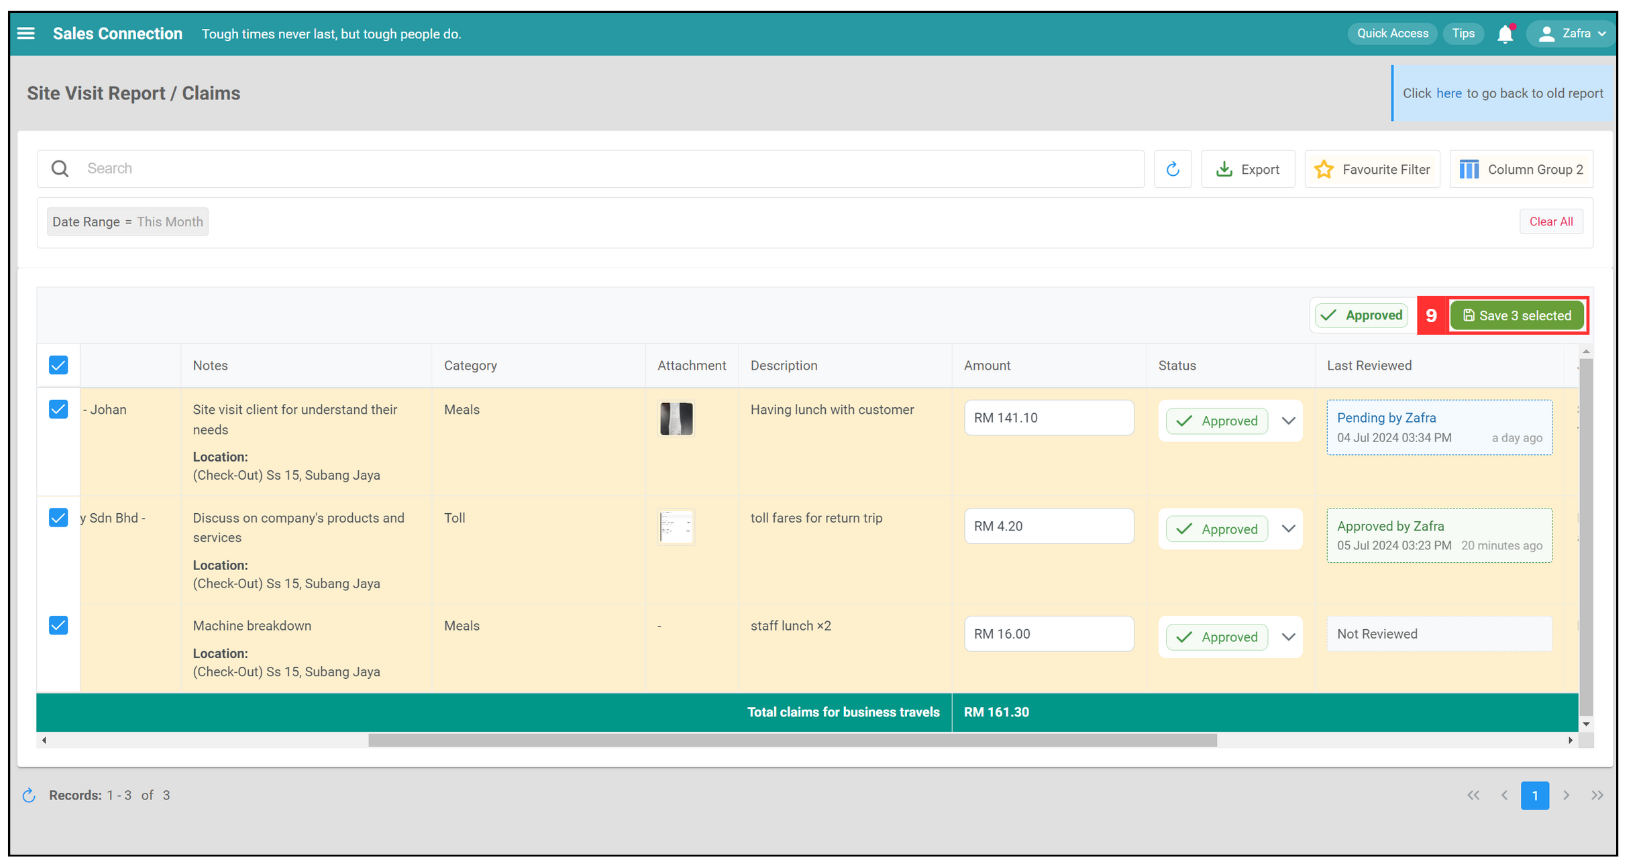 Sales Connection Tough times never last, but tough people do. Quick Access Tips Zafra
Site Visit Report / Claims
Click here to go back to old report
Search Export Favourite Filter Column Group 2
Date Range = This Month Clear All
Approved 9 Save 3 selected
Notes Category Attachment Description Amount Status Last Reviewed
- Johan Site visit client for understand their Meals Having lunch with customer RM 141.10 Approved Pending by Zafra
needs 04 Jul 2024 03:34 PM a day ago
Location:
(Check-Out) Ss 15, Subang Jaya
y Sdn Bhd - Discuss on company's products and Toll toll fares for return trip RM 4.20 Approved Approved by Zafra
services 05 Jul 2024 03:23 PM 20 minutes ago
Location:
(Check-Out) Ss 15, Subang Jaya
Machine breakdown Meals - staff lunch ×2 RM 16.00 Approved Not Reviewed
Location:
(Check-Out) Ss 15, Subang Jaya
Total claims for business travels RM 161.30
Records: 1 - 3 of 3 1